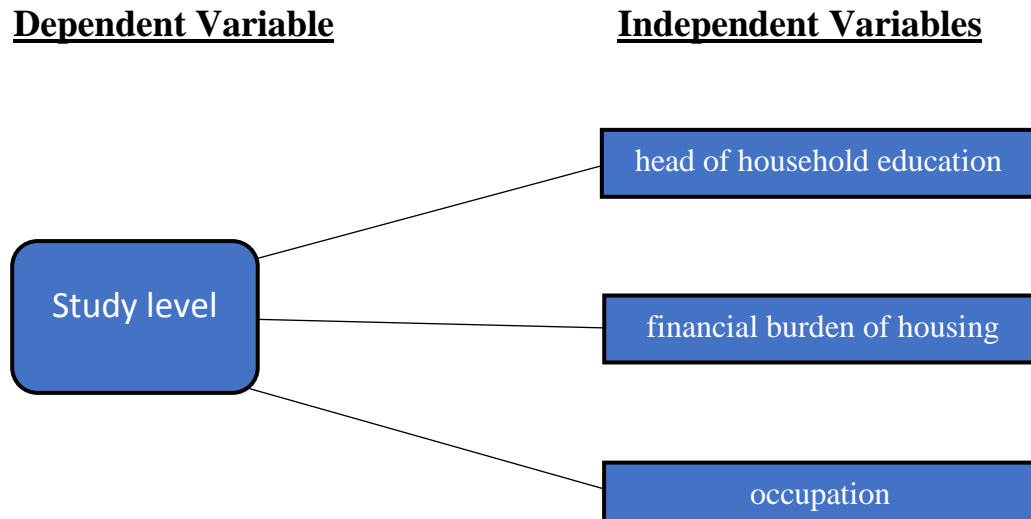 Dependent Variable
Independent Variables
head of household education
Study level
financial burden of housing
occupation